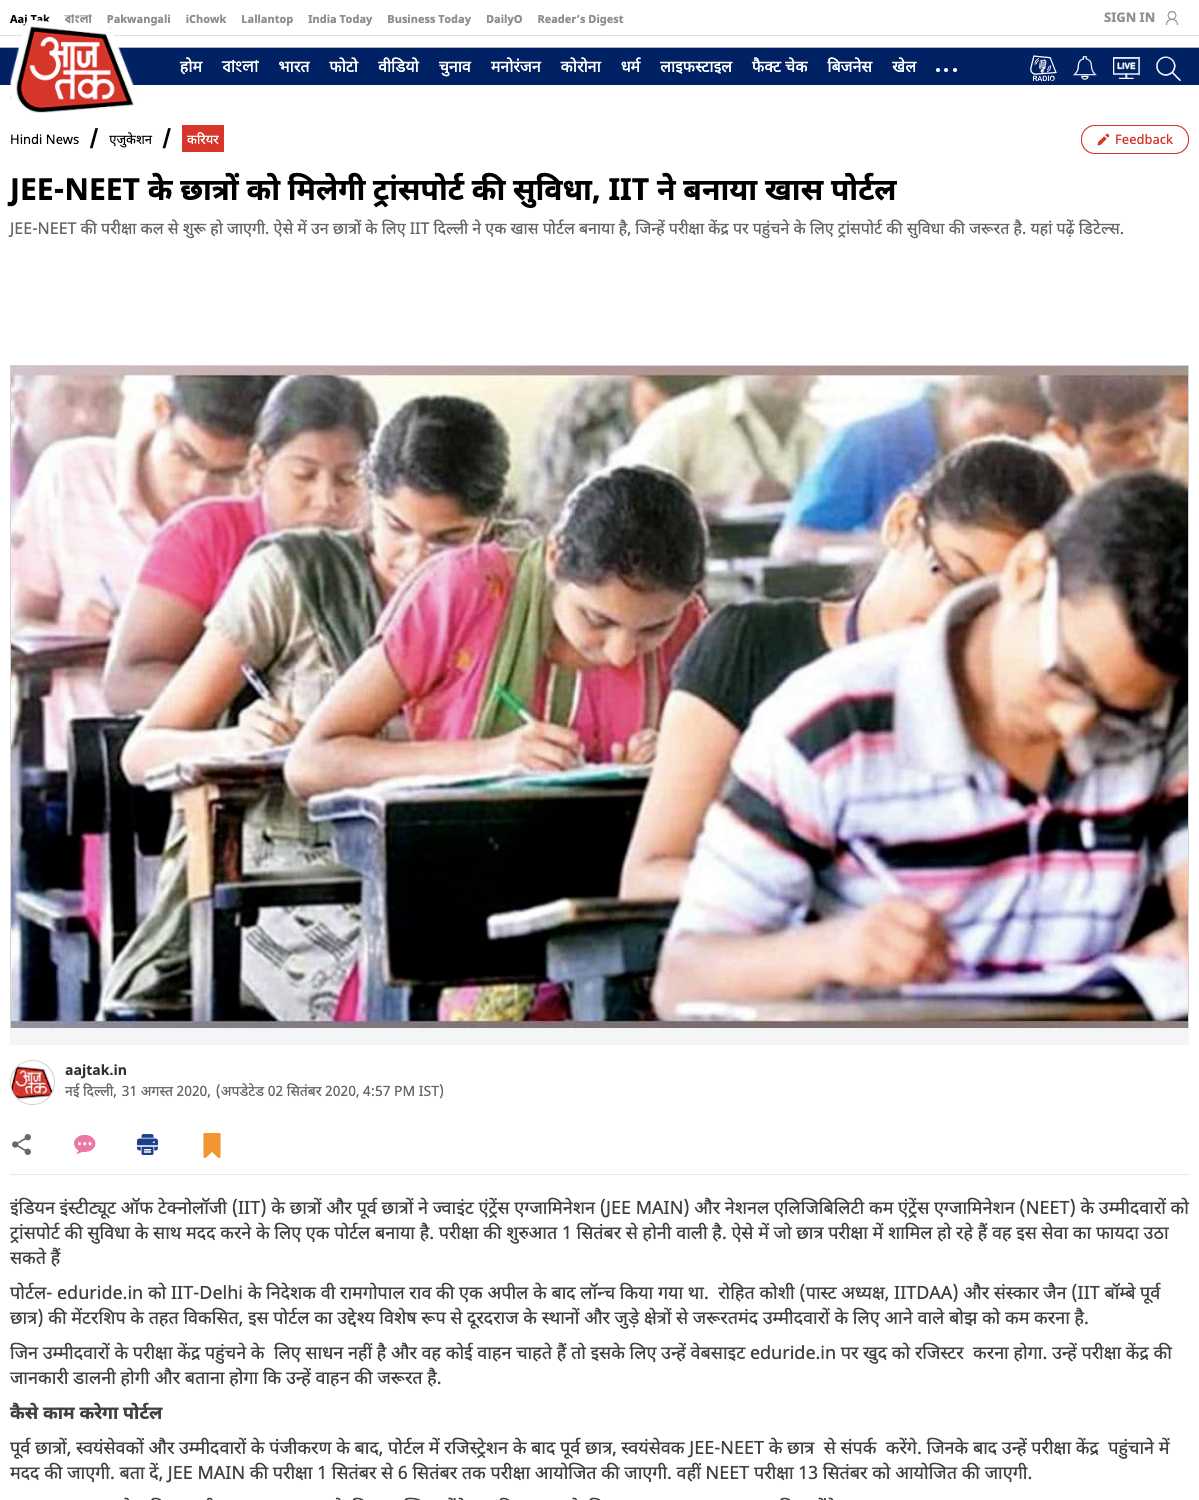 Aaj Tak বাংলা Pakwangali iChowk Lallantop India Today Business Today DailyO Reader's Digest SIGN IN
आज तक
होम বাংলা भारत फोटो वीडियो चुनाव मनोरंजन कोरोना धर्म लाइफस्टाइल फैक्ट चेक बिजनेस खेल ... RADIO LIVE
Hindi News / एजुकेशन / करियर Feedback
JEE-NEET के छात्रों को मिलेगी ट्रांसपोर्ट की सुविधा, IIT ने बनाया खास पोर्टल
JEE-NEET की परीक्षा कल से शुरू हो जाएगी. ऐसे में उन छात्रों के लिए IIT दिल्ली ने एक खास पोर्टल बनाया है, जिन्हें परीक्षा केंद्र पर पहुंचने के लिए ट्रांसपोर्ट की सुविधा की जरूरत है. यहां पढ़ें डिटेल्स.
आज तक
aajtak.in
नई दिल्ली, 31 अगस्त 2020, (अपडेटेड 02 सितंबर 2020, 4:57 PM IST)
इंडियन इंस्टीट्यूट ऑफ टेक्नोलॉजी (IIT) के छात्रों और पूर्व छात्रों ने ज्वाइंट एंट्रेंस एग्जामिनेशन (JEE MAIN) और नेशनल एलिजिबिलिटी कम एंट्रेंस एग्जामिनेशन (NEET) के उम्मीदवारों को
ट्रांसपोर्ट की सुविधा के साथ मदद करने के लिए एक पोर्टल बनाया है. परीक्षा की शुरुआत 1 सितंबर से होनी वाली है. ऐसे में जो छात्र परीक्षा में शामिल हो रहे हैं वह इस सेवा का फायदा उठा
सकते हैं
पोर्टल- eduride.in को IIT-Delhi के निदेशक वी रामगोपाल राव की एक अपील के बाद लॉन्च किया गया था. रोहित कोशी (पास्ट अध्यक्ष, IITDAA) और संस्कार जैन (IIT बॉम्बे पूर्व
छात्र) की मेंटरशिप के तहत विकसित, इस पोर्टल का उद्देश्य विशेष रूप से दूरदराज के स्थानों और जुड़े क्षेत्रों से जरूरतमंद उम्मीदवारों के लिए आने वाले बोझ को कम करना है.
जिन उम्मीदवारों के परीक्षा केंद्र पहुंचने के लिए साधन नहीं है और वह कोई वाहन चाहते हैं तो इसके लिए उन्हें वेबसाइट eduride.in पर खुद को रजिस्टर करना होगा. उन्हें परीक्षा केंद्र की
जानकारी डालनी होगी और बताना होगा कि उन्हें वाहन की जरूरत है.
कैसे काम करेगा पोर्टल
पूर्व छात्रों, स्वयंसेवकों और उम्मीदवारों के पंजीकरण के बाद, पोर्टल में रजिस्ट्रेशन के बाद पूर्व छात्र, स्वयंसेवक JEE-NEET के छात्र से संपर्क करेंगे. जिनके बाद उन्हें परीक्षा केंद्र पहुंचाने में
मदद की जाएगी. बता दें, JEE MAIN की परीक्षा 1 सितंबर से 6 सितंबर तक परीक्षा आयोजित की जाएगी. वहीं NEET परीक्षा 13 सितंबर को आयोजित की जाएगी.